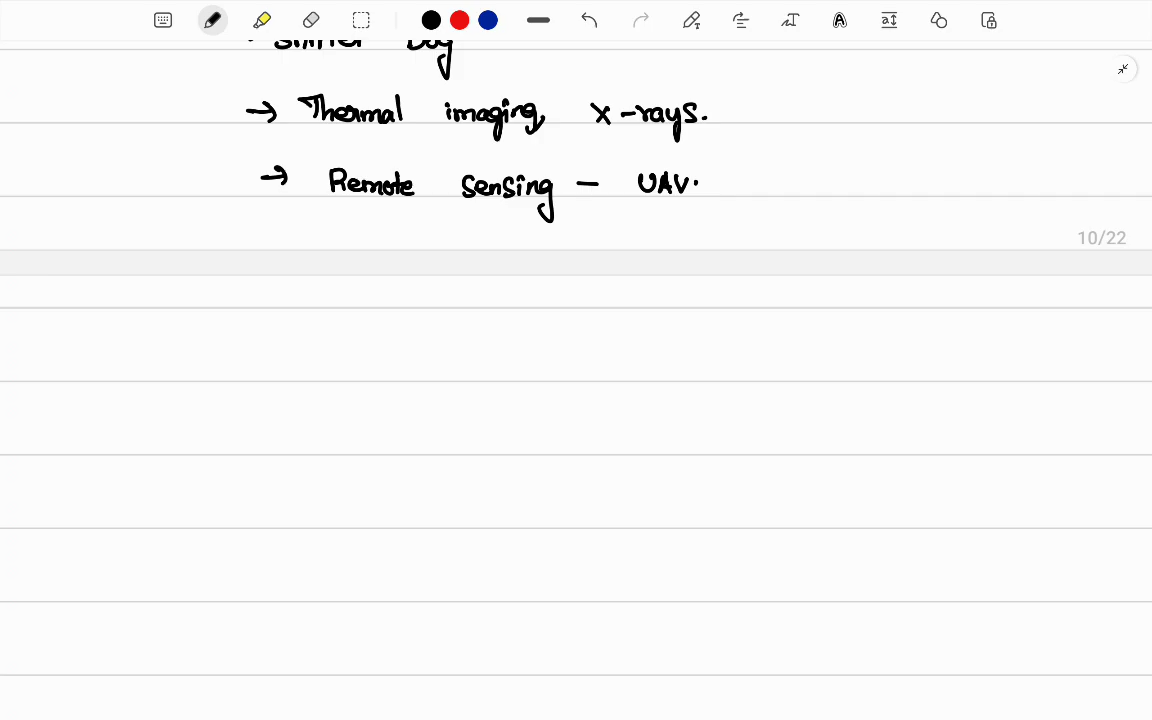 → Thermal imaging, X-rays.
→ Remote sensing – UAV.
10/22